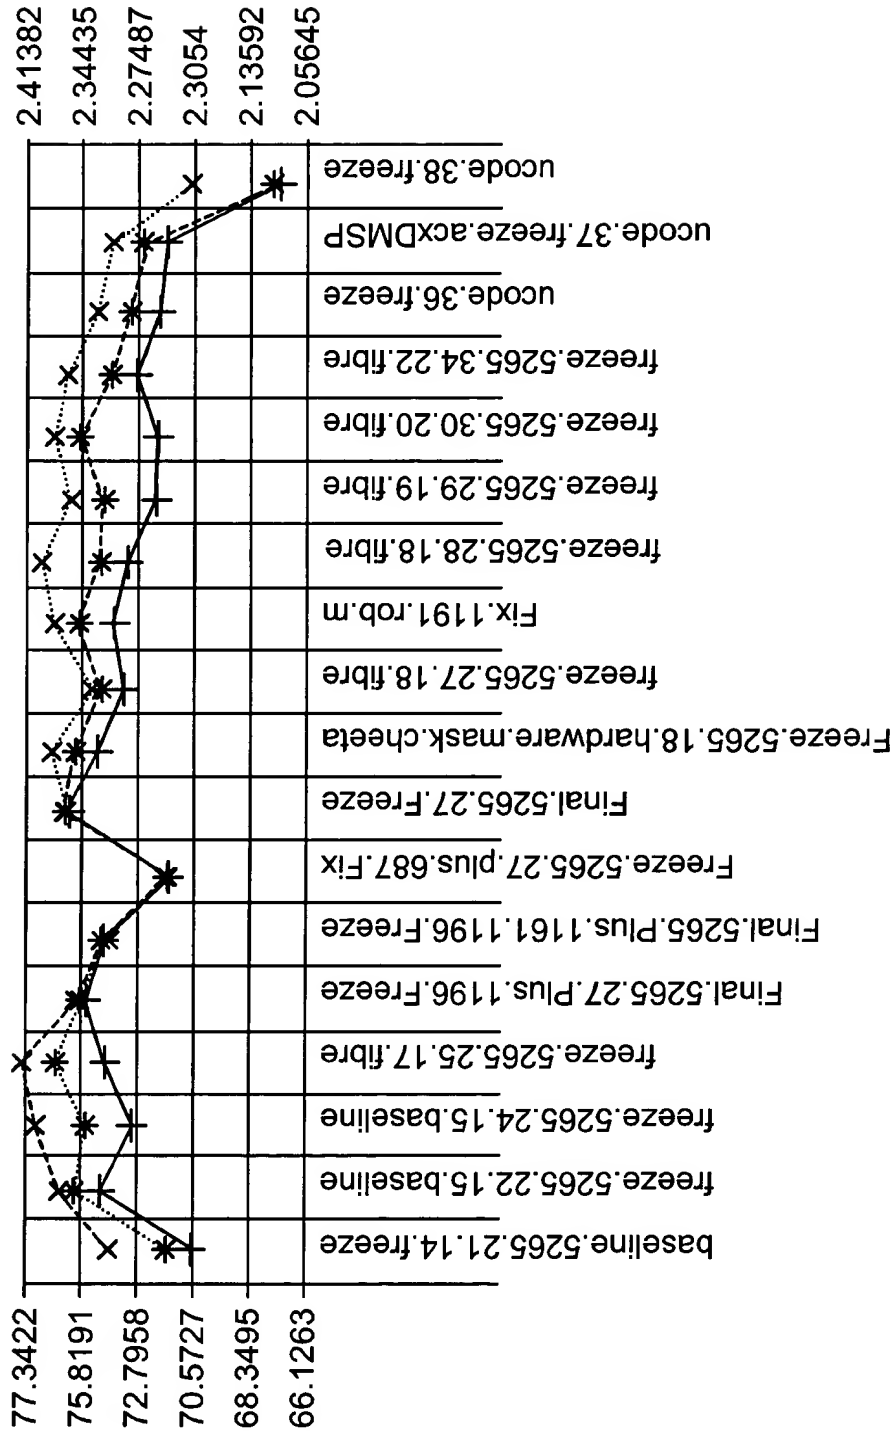 2.41382
2.34435
2.27487
2.3054
2.13592
2.05645
ucode.38.freeze
ucode.37.freeze.acxDMSP
ucode.36.freeze
freeze.5265.34.22.fibre
freeze.5265.30.20.fibre
freeze.5265.29.19.fibre
freeze.5265.28.18.fibre
Fix.1191.rob.m
freeze.5265.27.18.fibre
Freeze.5265.18.hardware.mask.cheeta
Final.5265.27.Freeze
Freeze.5265.27.plus.687.Fix
Final.5265.Plus.1161.1196.Freeze
Final.5265.27.Plus.1196.Freeze
freeze.5265.25.17.fibre
freeze.5265.24.15.baseline
freeze.5265.22.15.baseline
baseline.5265.21.14.freeze
77.3422
75.8191
72.7958
70.5727
68.3495
66.1263